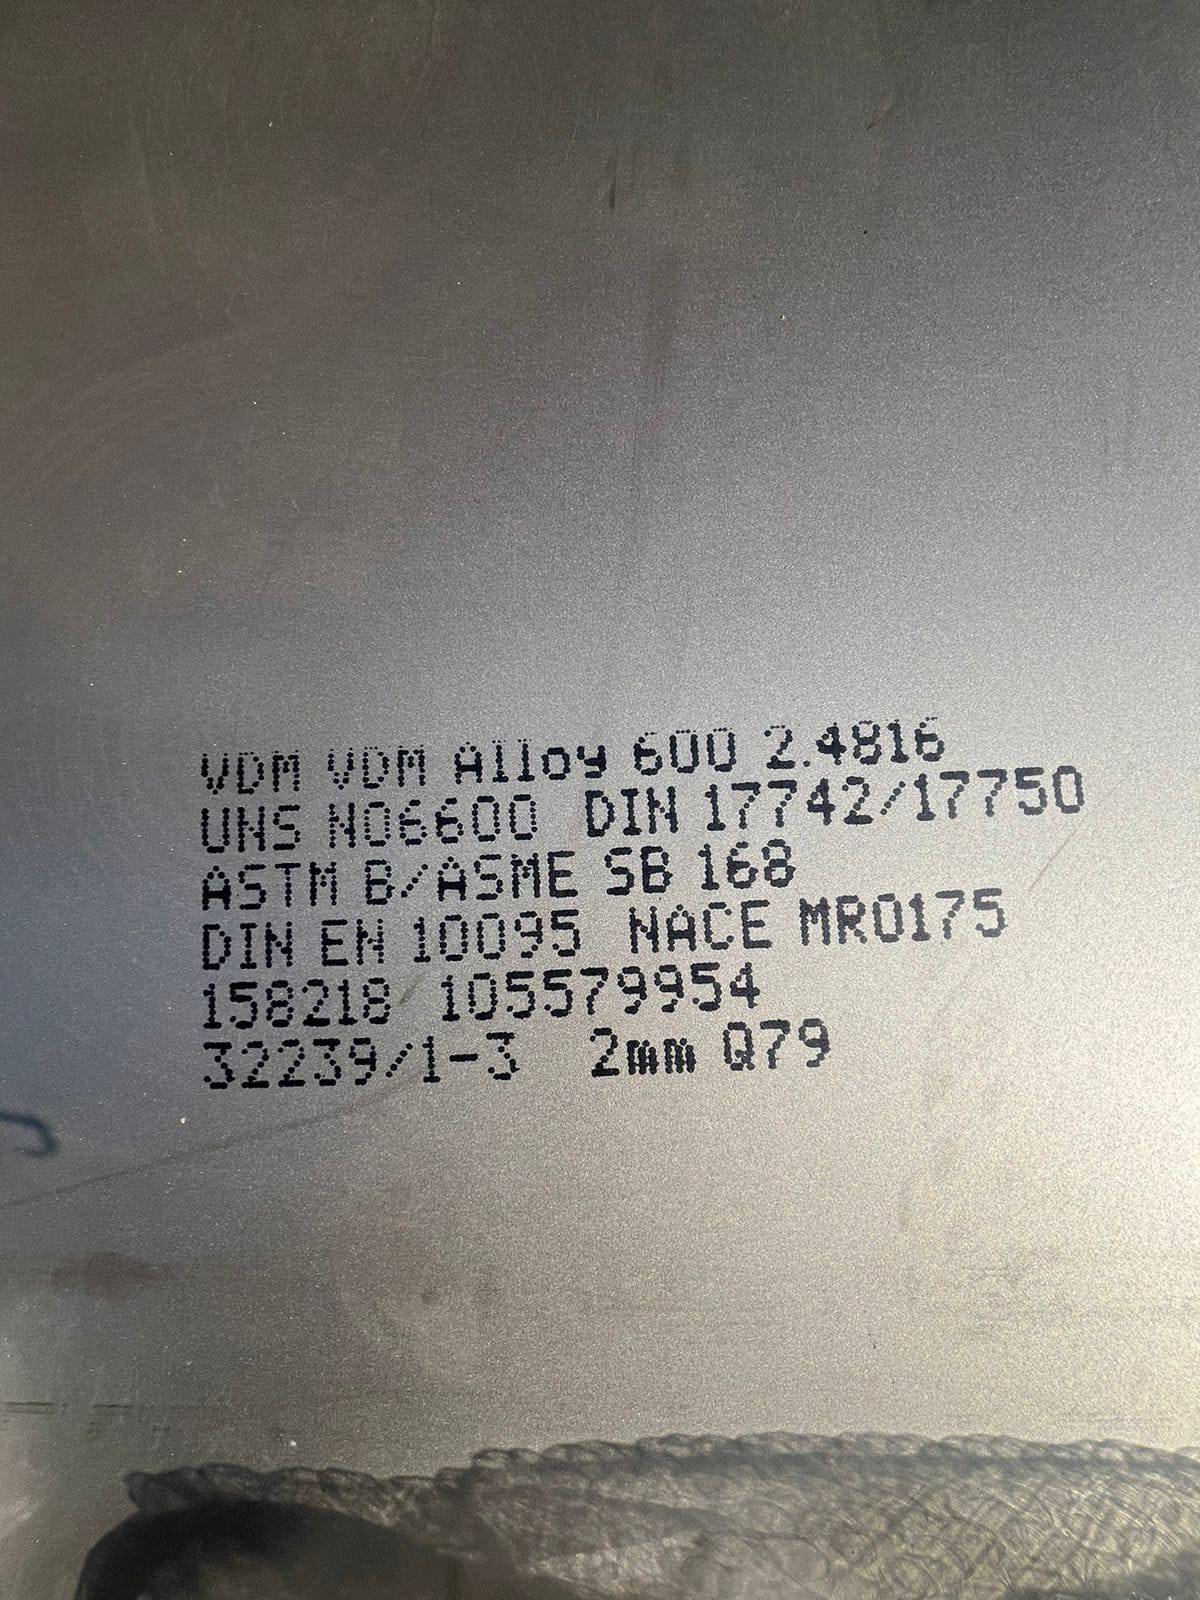 VDM VDM Alloy 600 2.4816
UNS N06600 DIN 17742/17750
ASTM B/ASME SB 168
DIN EN 10095 NACE MR0175
158218 105579954
32239/1-3 2mm Q79